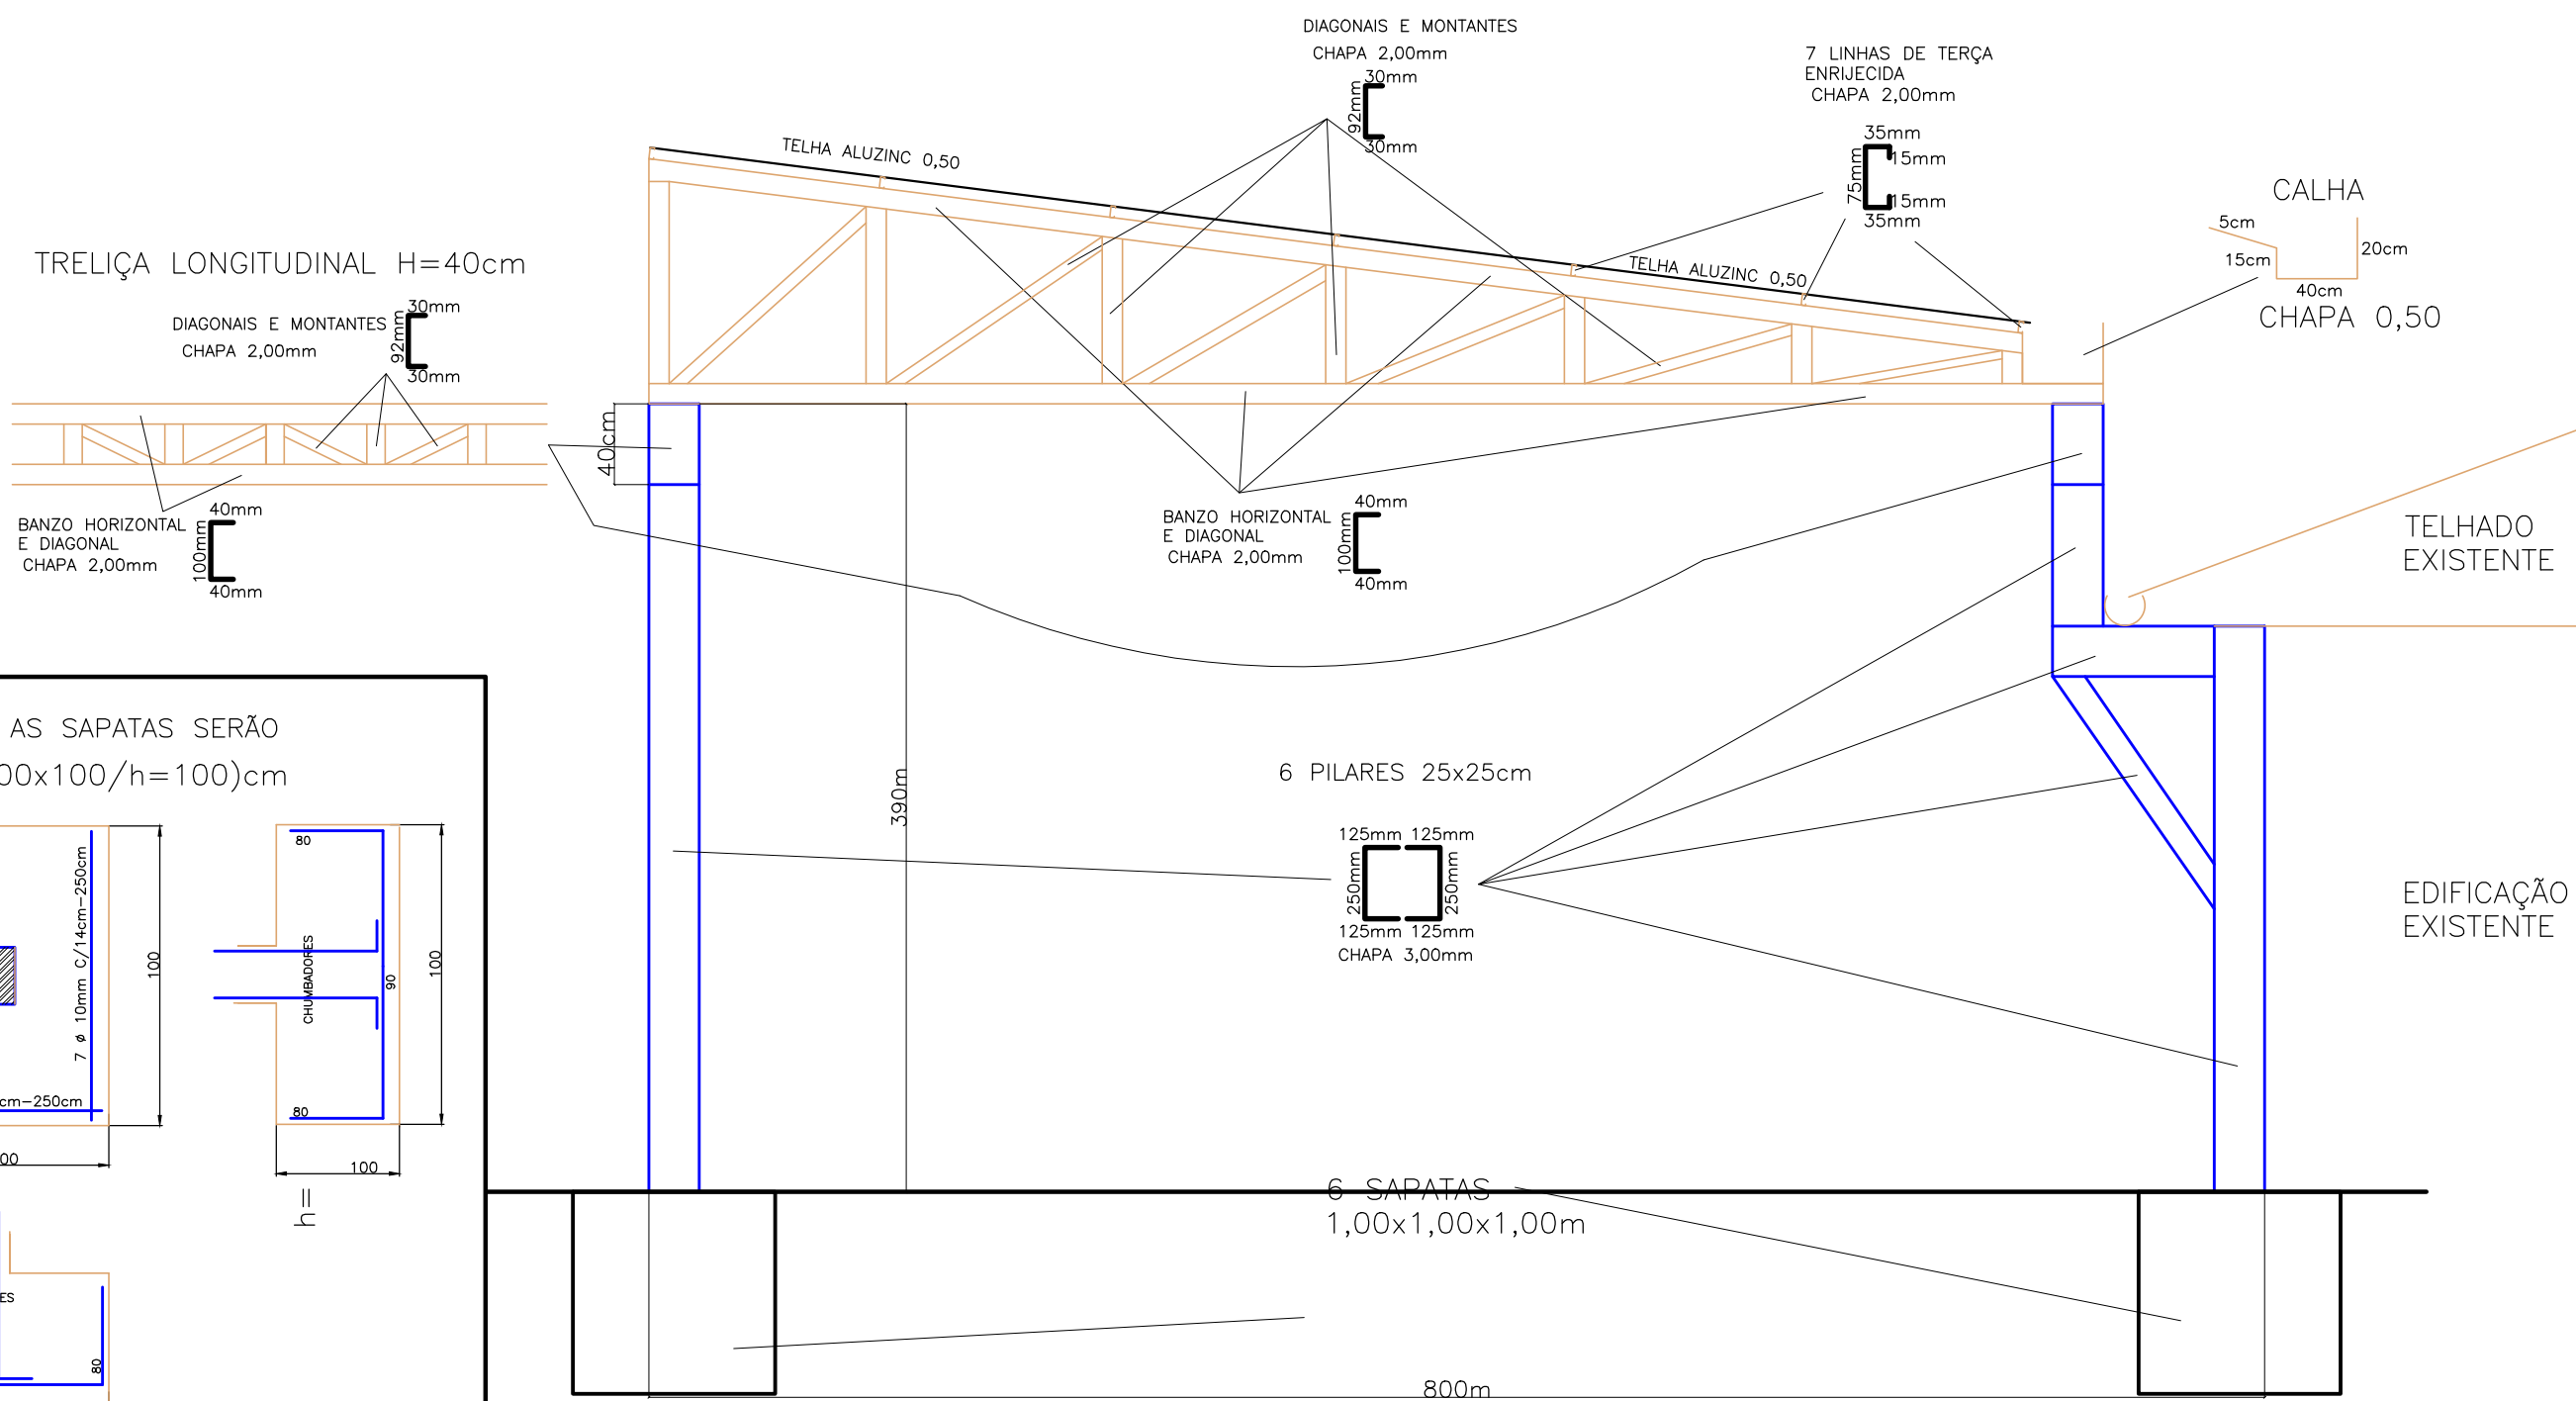 DIAGONAIS E MONTANTES
CHAPA 2,00mm
30mm
92mm
30mm
7 LINHAS DE TERÇA
ENRIJECIDA
CHAPA 2,00mm
35mm
15mm
75mm
15mm
35mm
TELHA ALUZINC 0,50
TELHA ALUZINC 0,50
CALHA
5cm
20cm
15cm
40cm
CHAPA 0,50
TRELIÇA LONGITUDINAL H=40cm
DIAGONAIS E MONTANTES
CHAPA 2,00mm
30mm
92mm
30mm
BANZO HORIZONTAL
E DIAGONAL
CHAPA 2,00mm
40mm
100mm
40mm
40cm
BANZO HORIZONTAL
E DIAGONAL
CHAPA 2,00mm
40mm
100mm
40mm
TELHADO
EXISTENTE
390m
6 PILARES 25x25cm
125mm 125mm
250mm
250mm
125mm 125mm
CHAPA 3,00mm
EDIFICAÇÃO
EXISTENTE
AS SAPATAS SERÃO
00x100/h=100)cm
7 ø 10mm C/14cm-250cm
100
cm-250cm
00
80
CHUMBADORES
90
100
80
100
h=
ES
80
6 SAPATAS
1,00x1,00x1,00m
800m